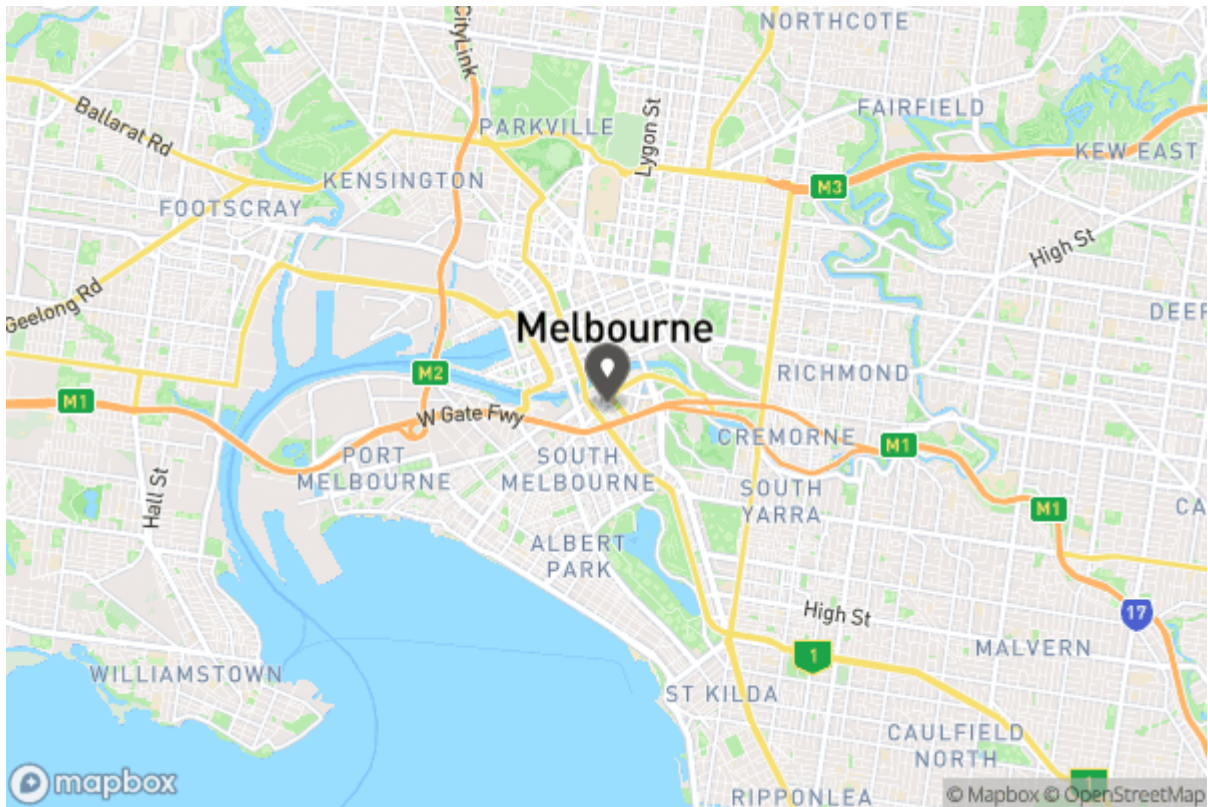 NORTHCOTE
CityLink
Lygon St
FAIRFIELD
Ballarat Rd
PARKVILLE
KEW EAST
KENSINGTON
M3
FOOTSCRAY
High St
Geelong Rd
DEEP
Melbourne
M2
RICHMOND
M1
W Gate Fwy
CREMORNE
M1
PORT
MELBOURNE
SOUTH
MELBOURNE
Hall St
SOUTH
YARRA
M1
CA
ALBERT
PARK
High St
17
MALVERN
1
WILLIAMSTOWN
ST KILDA
CAULFIELD
NORTH
mapbox
RIPPONLEA
1
© Mapbox © OpenStreetMap